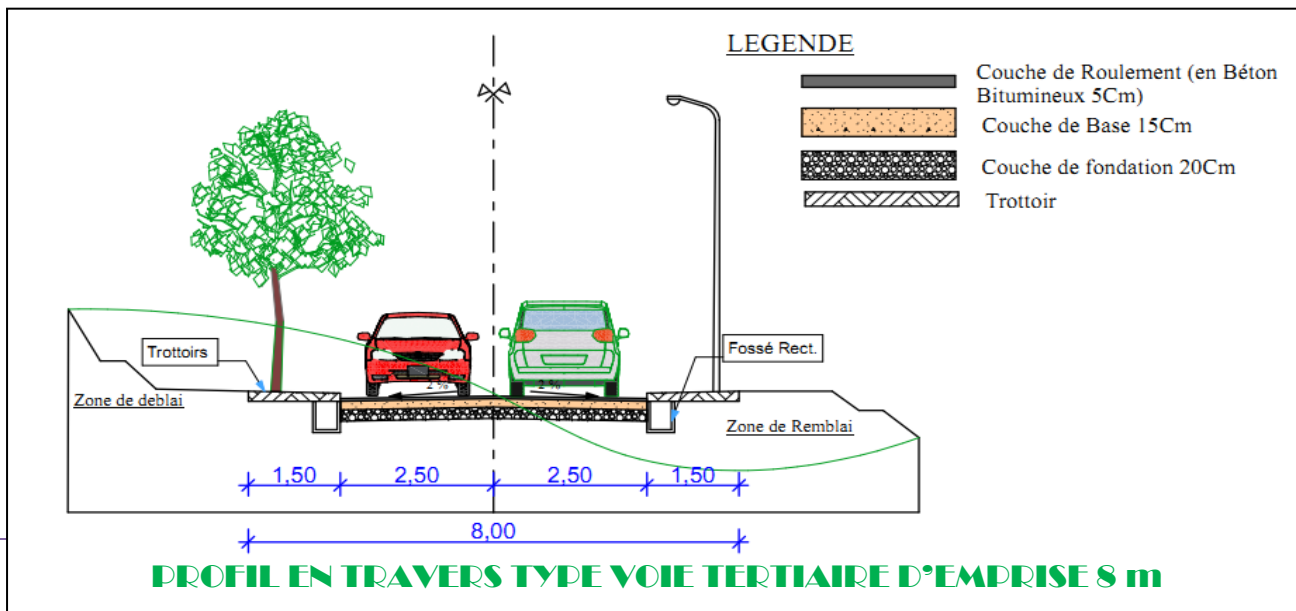 LEGENDE
Couche de Roulement (en Béton
Bitumineux 5Cm)
Couche de Base 15Cm
Couche de fondation 20Cm
Trottoir
Trottoirs
Fossé Rect.
2 %
2 %
Zone de deblai
Zone de Remblai
1,50
2,50
2,50
1,50
8,00
PROFIL EN TRAVERS TYPE VOIE TERTIAIRE D'EMPRISE 8 m